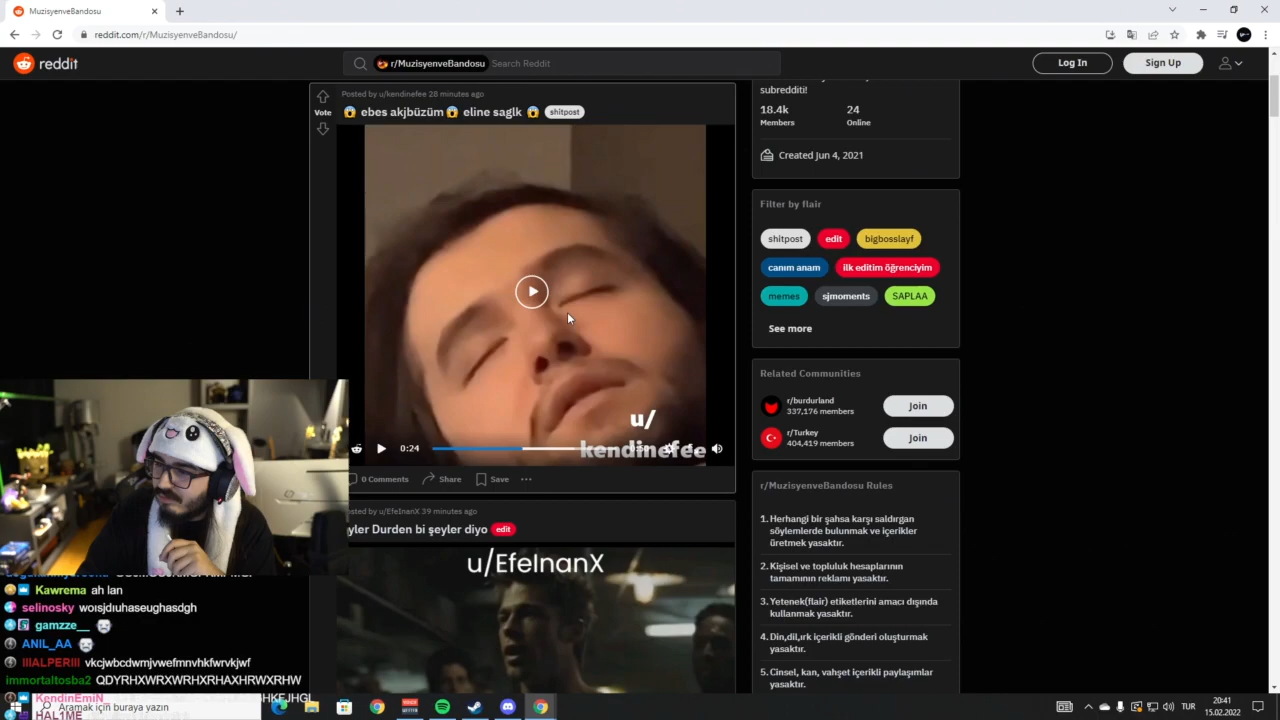 MuzisyenveBandosu
reddit.com/r/MuzisyenveBandosu/
reddit
r/MuzisyenveBandosu Search Reddit
Log In
Sign Up
Posted by u/kendinefee 28 minutes ago
Vote
😱 ebes akjbüzüm 😱 eline saglk 😱 shitpost
u/
kendinefee
0:24
0 Comments
Share
Save
39 minutes ago
yler Durden bi şeyler diyo edit
u/EfeInanX
subredditi!
18.4k
24
Members
Online
Created Jun 4, 2021
Filter by flair
shitpost
edit
bigbosslayf
canım anam
ilk editim öğrenciyim
memes
sjmoments
SAPLAA
See more
Related Communities
r/burdurland
337,176 members
Join
r/Turkey
404,419 members
Join
r/MuzisyenveBandosu Rules
1. Herhangi bir şahsa karşı saldırgan
söylemlerde bulunmak ve içerikler
üretmek yasaktır.
2. Kişisel ve topluluk hesaplarının
tamamının reklamı yasaktır.
3. Yetenek(flair) etiketlerini amacı dışında
kullanmak yasaktır.
4. Din,dil,ırk içerikli gönderi oluşturmak
yasaktır.
5. Cinsel, kan, vahşet içerikli paylaşımlar
yasaktır.
Kawrema ah lan
selinosky woısjdıuhaseughasdgh
gamzze__
ANIL_AA
IIIALPERIII vkcjwbcdwmjvwefmnvhkfwrvkjwf
immortaltosba2 QDYRHXWRXWRHXRHAXHRWXRHW
KendinEmiN_
HAL1ME
Aramak için buraya yazın
TUR
20:41
15.02.2022